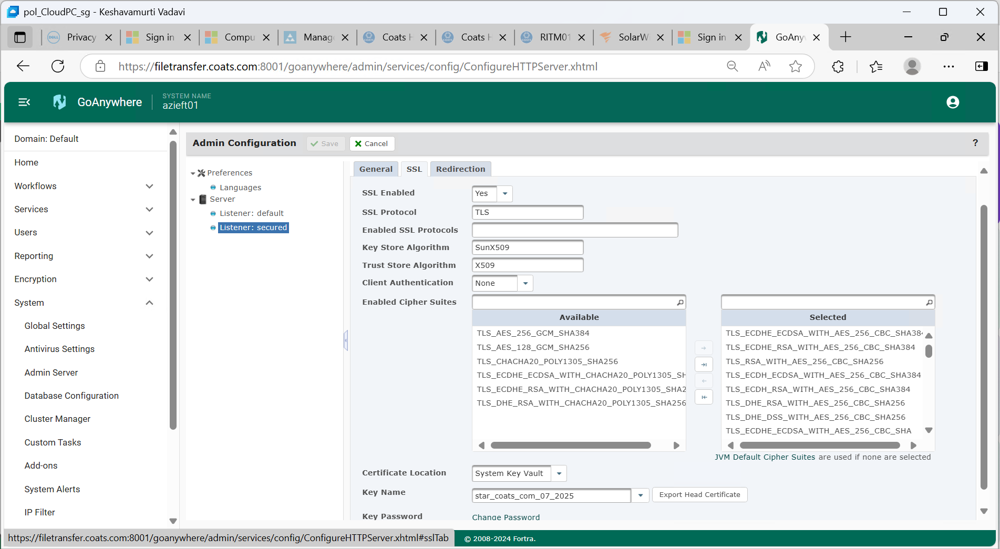 pol_CloudPC_sg - Keshavamurti Vadavi
Privacy
Sign in
Compu
Manag
Coats H
Coats H
RITM01
SolarWi
Sign in
GoAnyw
https://filetransfer.coats.com:8001/goanywhere/admin/services/config/ConfigureHTTPServer.xhtml
GoAnywhere
SYSTEM NAME
azieft01
Domain: Default
Home
Workflows
Services
Users
Reporting
Encryption
System
Global Settings
Antivirus Settings
Admin Server
Database Configuration
Cluster Manager
Custom Tasks
Add-ons
System Alerts
IP Filter
Admin Configuration
Save
Cancel
?
Preferences
Languages
Server
Listener: default
Listener: secured
General
SSL
Redirection
SSL Enabled
Yes
SSL Protocol
TLS
Enabled SSL Protocols
Key Store Algorithm
SunX509
Trust Store Algorithm
X509
Client Authentication
None
Enabled Cipher Suites
Available
TLS_AES_256_GCM_SHA384
TLS_AES_128_GCM_SHA256
TLS_CHACHA20_POLY1305_SHA256
TLS_ECDHE_ECDSA_WITH_CHACHA20_POLY1305_SH
TLS_ECDHE_RSA_WITH_CHACHA20_POLY1305_SHA2
TLS_DHE_RSA_WITH_CHACHA20_POLY1305_SHA256
Selected
TLS_ECDHE_ECDSA_WITH_AES_256_CBC_SHA384
TLS_ECDHE_RSA_WITH_AES_256_CBC_SHA384
TLS_RSA_WITH_AES_256_CBC_SHA256
TLS_ECDH_ECDSA_WITH_AES_256_CBC_SHA384
TLS_ECDH_RSA_WITH_AES_256_CBC_SHA384
TLS_DHE_RSA_WITH_AES_256_CBC_SHA256
TLS_DHE_DSS_WITH_AES_256_CBC_SHA256
TLS_ECDHE_ECDSA_WITH_AES_256_CBC_SHA
JVM Default Cipher Suites are used if none are selected
Certificate Location
System Key Vault
Key Name
star_coats_com_07_2025
Export Head Certificate
Key Password
Change Password
https://filetransfer.coats.com:8001/goanywhere/admin/services/config/ConfigureHTTPServer.xhtml#sslTab
© 2008-2024 Fortra.